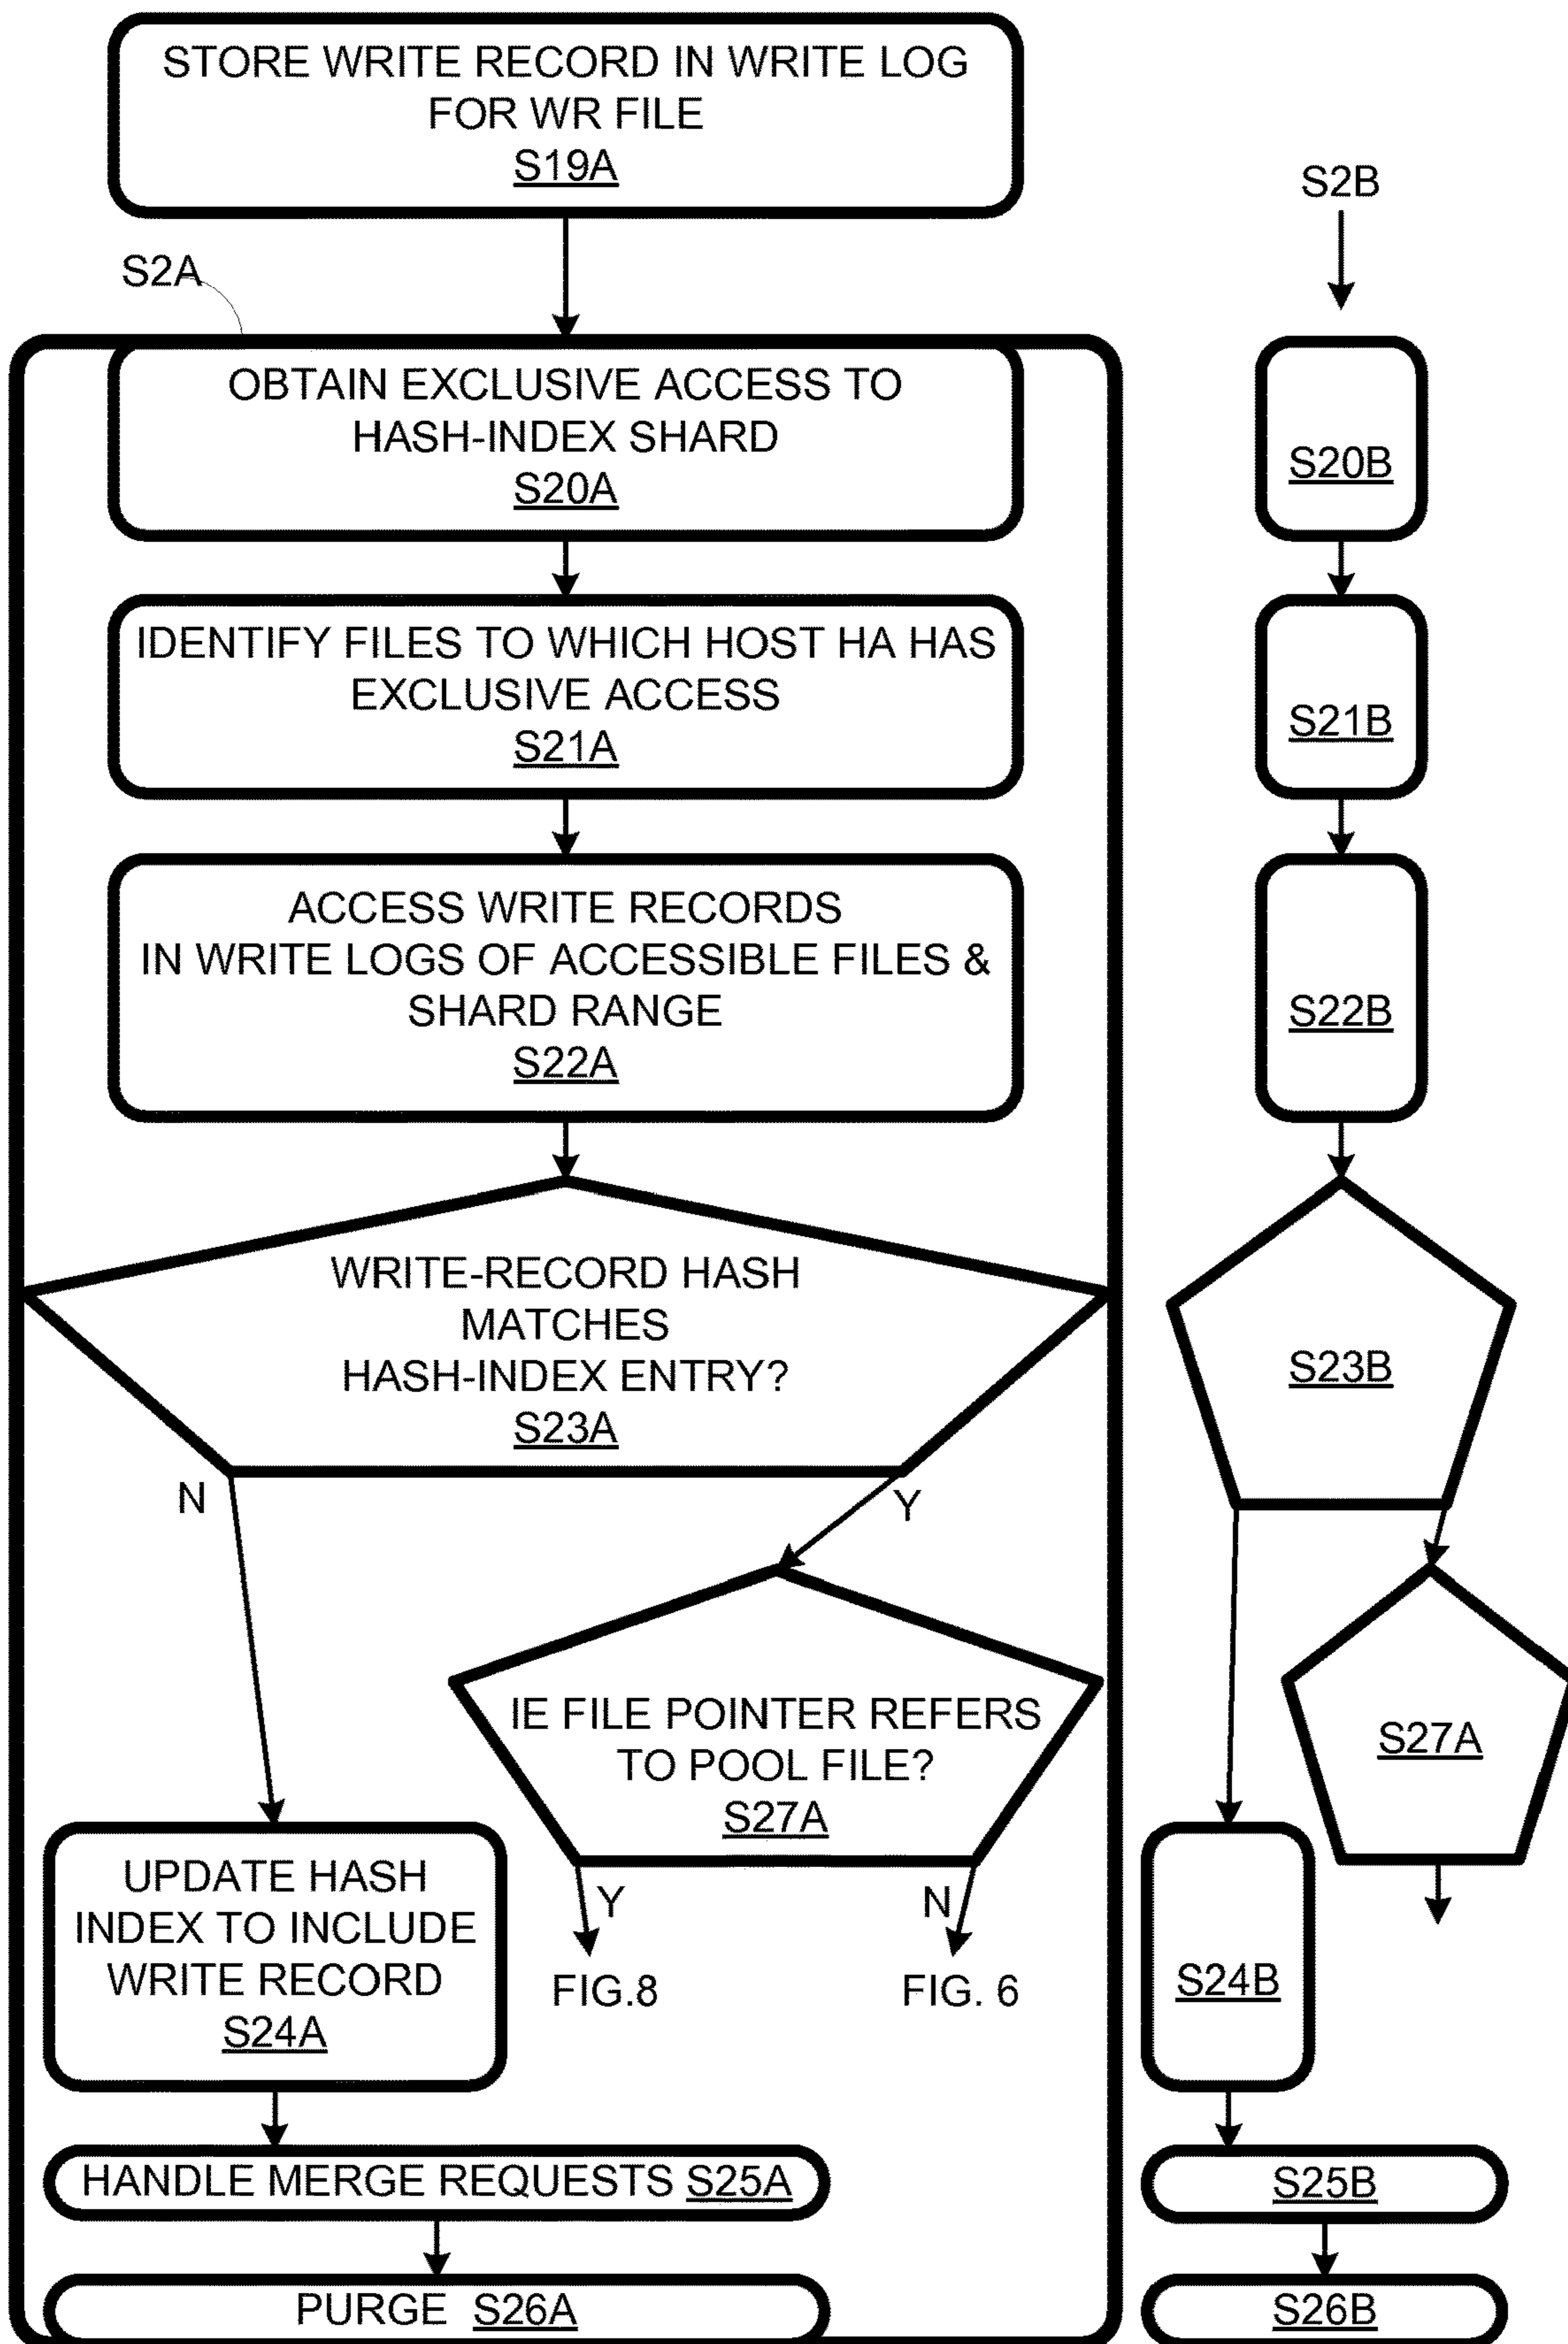 STORE WRITE RECORD IN WRITE LOG
FOR WR FILE
S19A
S2A
OBTAIN EXCLUSIVE ACCESS TO
HASH-INDEX SHARD
S20A
IDENTIFY FILES TO WHICH HOST HA HAS
EXCLUSIVE ACCESS
S21A
ACCESS WRITE RECORDS
IN WRITE LOGS OF ACCESSIBLE FILES &
SHARD RANGE
S22A
WRITE-RECORD HASH
MATCHES
HASH-INDEX ENTRY?
S23A
N
Y
IE FILE POINTER REFERS
TO POOL FILE?
S27A
Y
N
FIG.8
FIG. 6
UPDATE HASH
INDEX TO INCLUDE
WRITE RECORD
S24A
HANDLE MERGE REQUESTS S25A
PURGE S26A
S2B
S20B
S21B
S22B
S23B
S27A
S24B
S25B
S26B